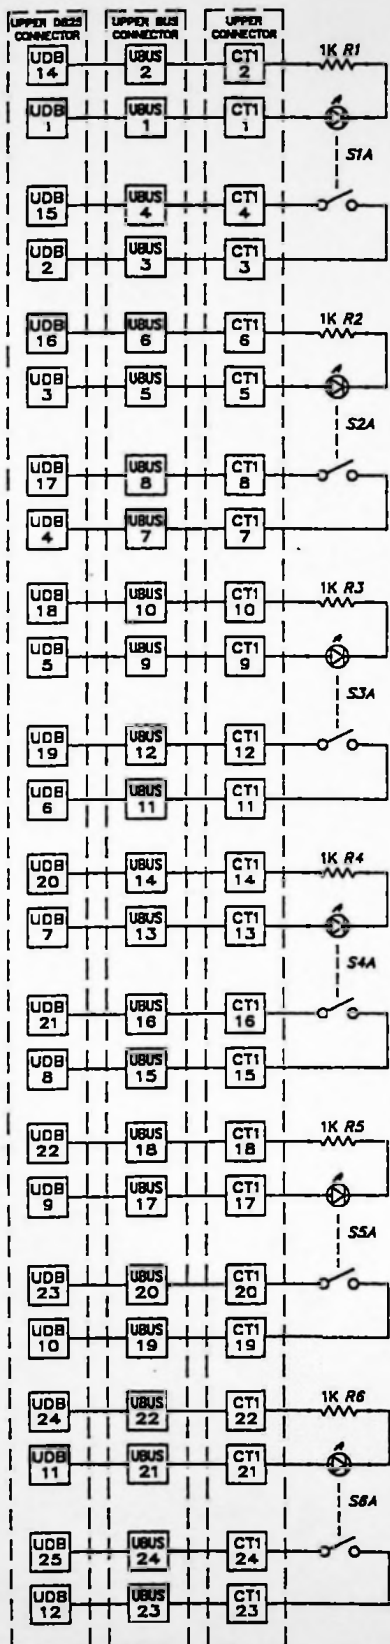 UPPER DB25 CONNECTOR UPPER BUS CONNECTOR UPPER CONNECTOR
UDB 14 UBUS 2 CT1 2 1K R1
UDB 1 UBUS 1 CT1 1
S1A
UDB 15 UBUS 4 CT1 4
UDB 2 UBUS 3 CT1 3
UDB 16 UBUS 6 CT1 6 1K R2
UDB 3 UBUS 5 CT1 5
S2A
UDB 17 UBUS 8 CT1 8
UDB 4 UBUS 7 CT1 7
UDB 18 UBUS 10 CT1 10 1K R3
UDB 5 UBUS 9 CT1 9
S3A
UDB 19 UBUS 12 CT1 12
UDB 6 UBUS 11 CT1 11
UDB 20 UBUS 14 CT1 14 1K R4
UDB 7 UBUS 13 CT1 13
S4A
UDB 21 UBUS 16 CT1 16
UDB 8 UBUS 15 CT1 15
UDB 22 UBUS 18 CT1 18 1K R5
UDB 9 UBUS 17 CT1 17
S5A
UDB 23 UBUS 20 CT1 20
UDB 10 UBUS 19 CT1 19
UDB 24 UBUS 22 CT1 22 1K R6
UDB 11 UBUS 21 CT1 21
S6A
UDB 25 UBUS 24 CT1 24
UDB 12 UBUS 23 CT1 23